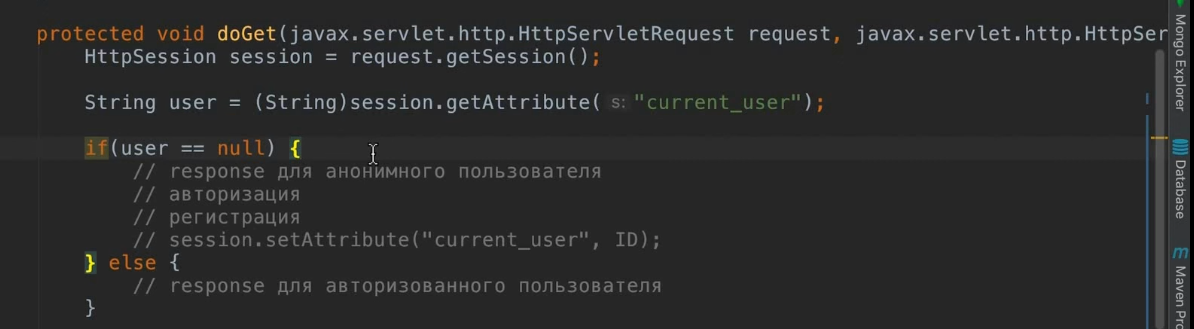 protected void doGet(javax.servlet.http.HttpServletRequest request, javax.servlet.http.HttpSer
HttpSession session = request.getSession();
String user = (String)session.getAttribute( s: "current_user");
if(user == null) {
// response для анонимного пользователя
// авторизация
// регистрация
// session.setAttribute("current_user", ID);
} else {
// response для авторизованного пользователя
}
Mongo Explorer
Database
m
Maven Pro